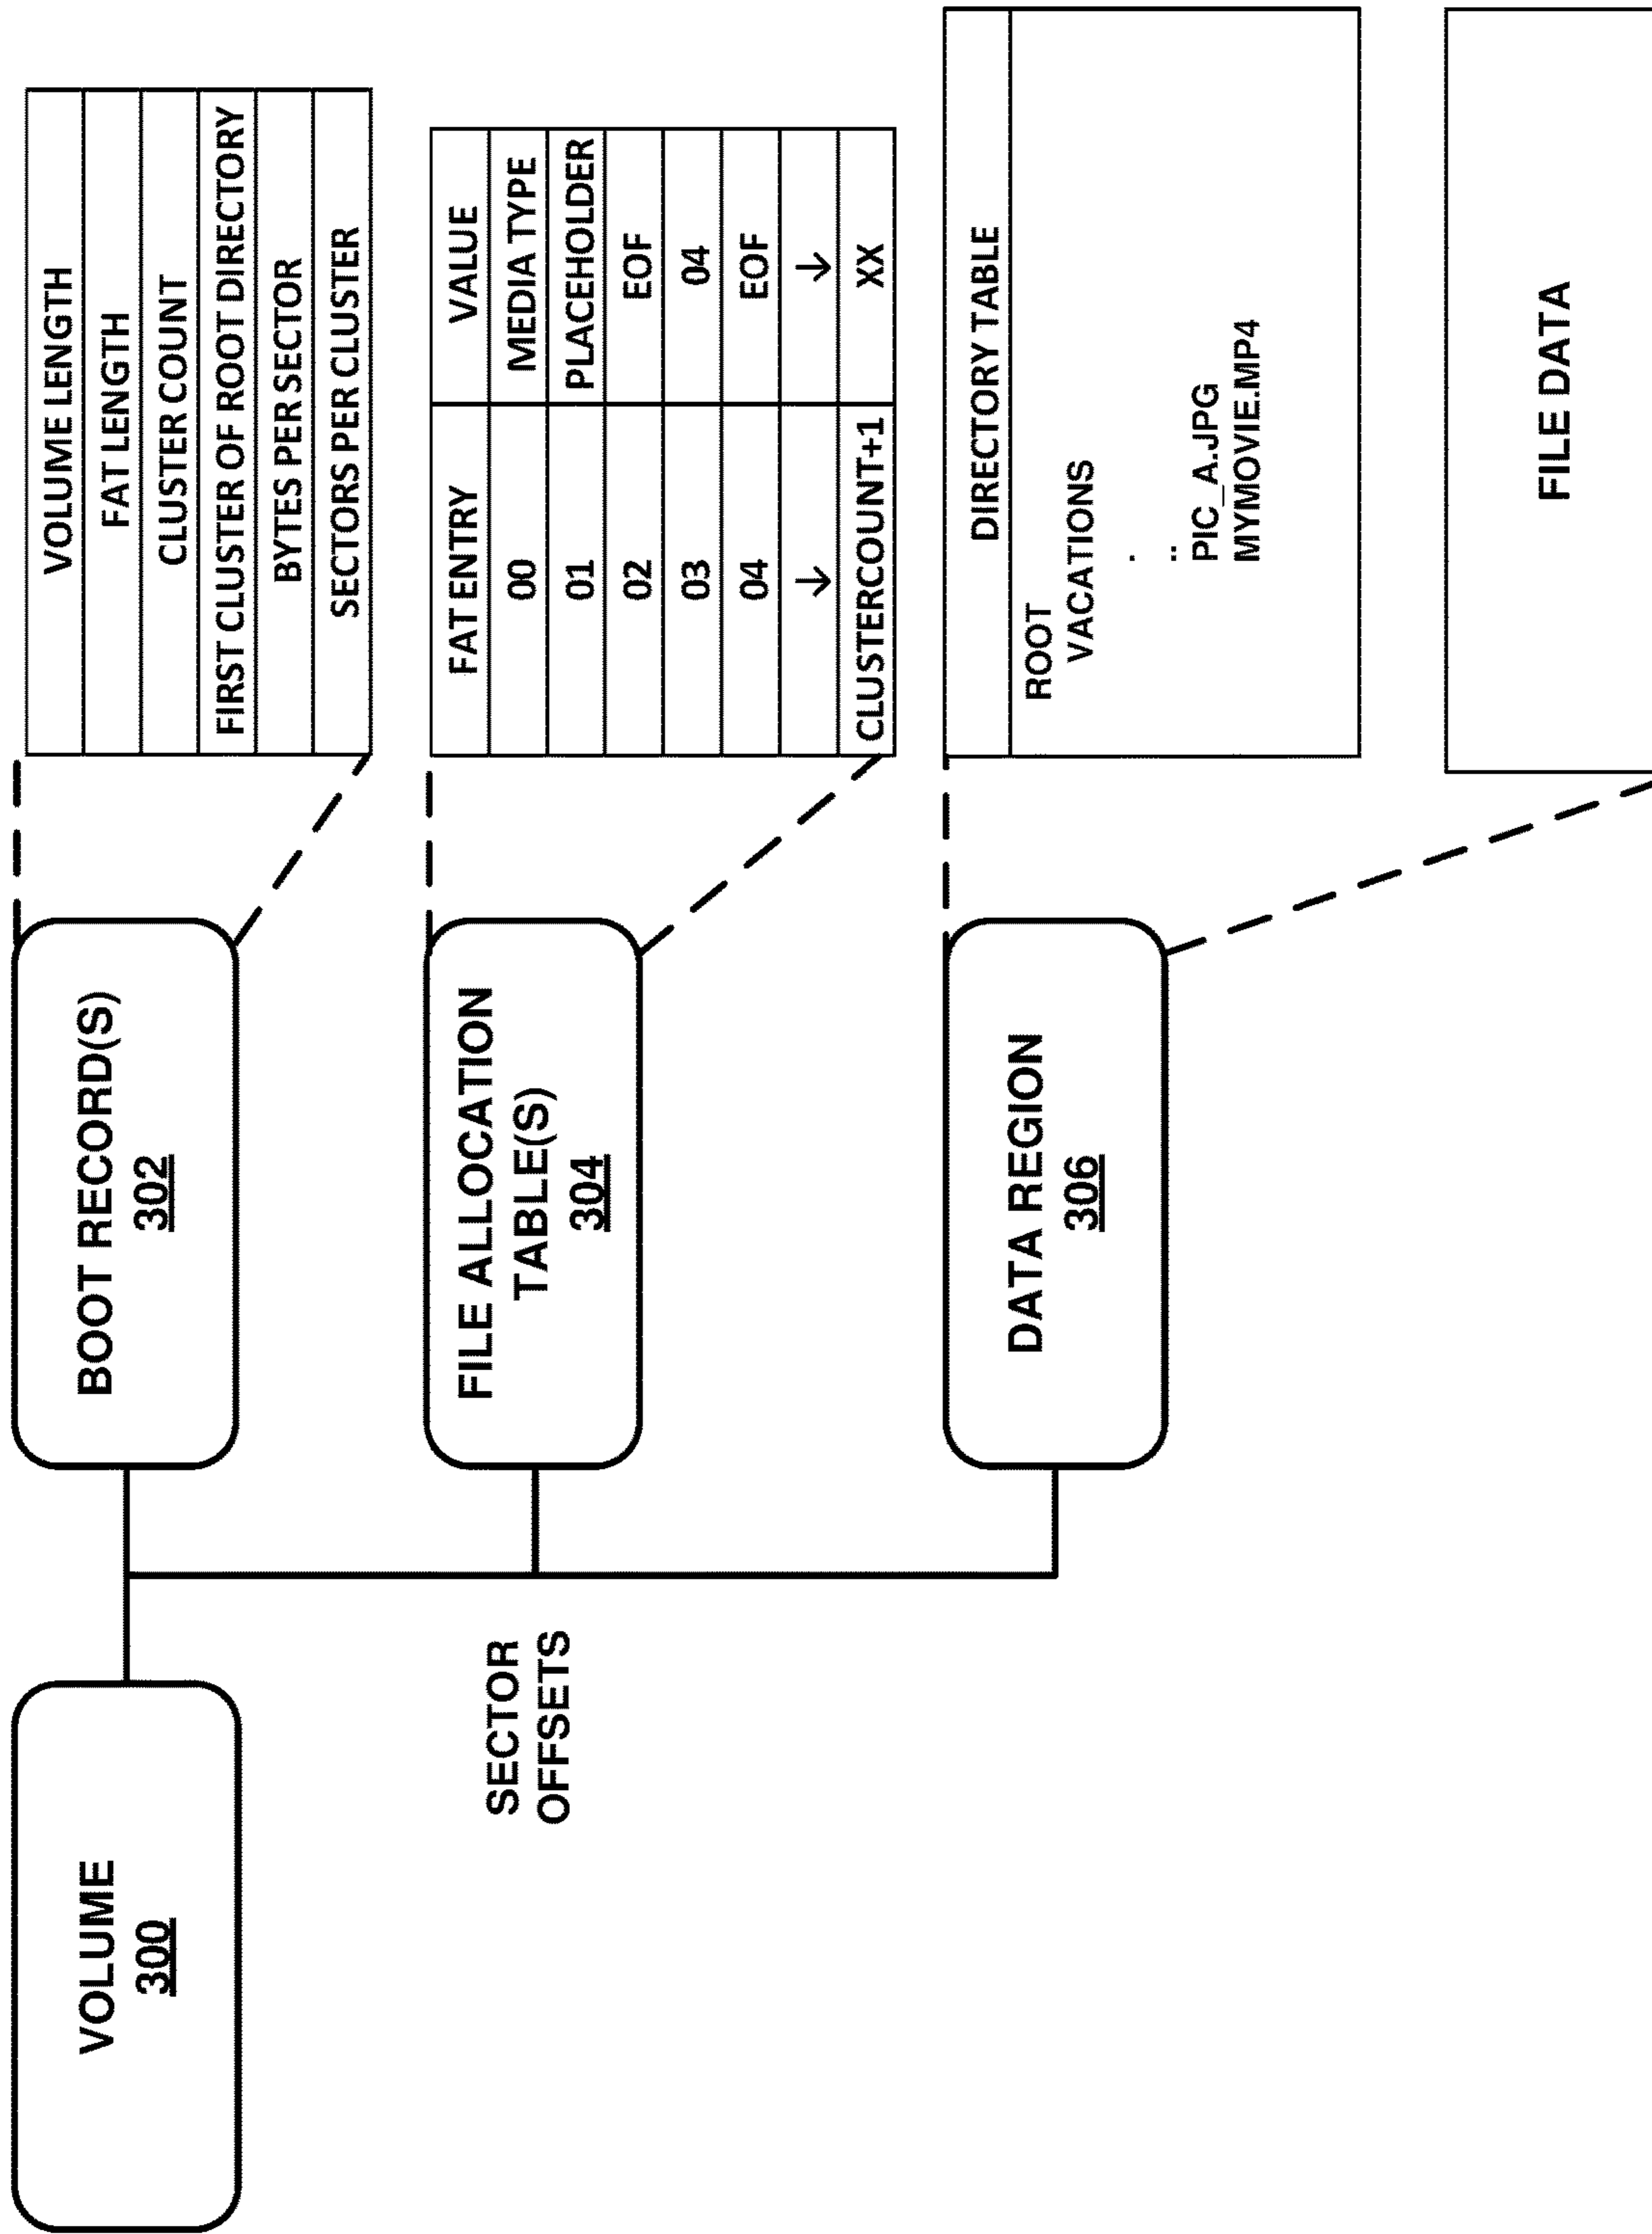 VOLUME
300
SECTOR
OFFSETS
BOOT RECORD(S)
302
VOLUME LENGTH
FAT LENGTH
CLUSTER COUNT
FIRST CLUSTER OF ROOT DIRECTORY
BYTES PER SECTOR
SECTORS PER CLUSTER
FILE ALLOCATION
TABLE(S)
304
FAT ENTRY VALUE
00 MEDIA TYPE
01 PLACEHOLDER
02 EOF
03 04
04 EOF
↓ ↓
CLUSTERCOUNT+1 XX
DATA REGION
306
DIRECTORY TABLE
ROOT
VACATIONS
.
..
PIC_A.JPG
MYMOVIE.MP4
FILE DATA